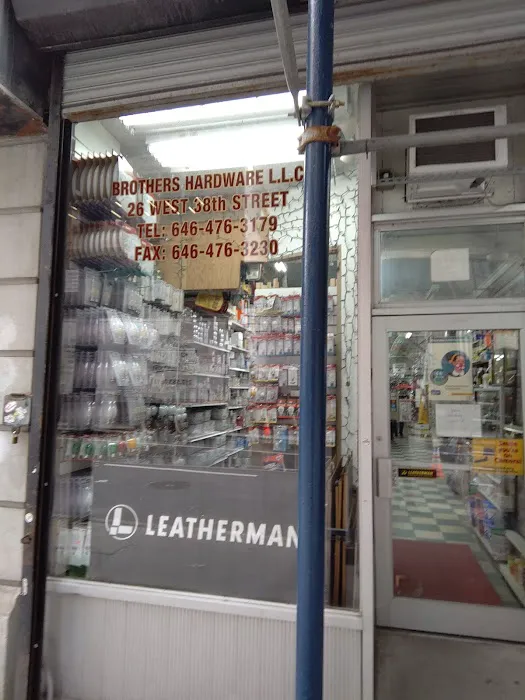 BROTHERS HARDWARE L.L.C
26 WEST 38th STREET
TEL: 646-476-3179
FAX: 646-476-3230
LEATHERMAN